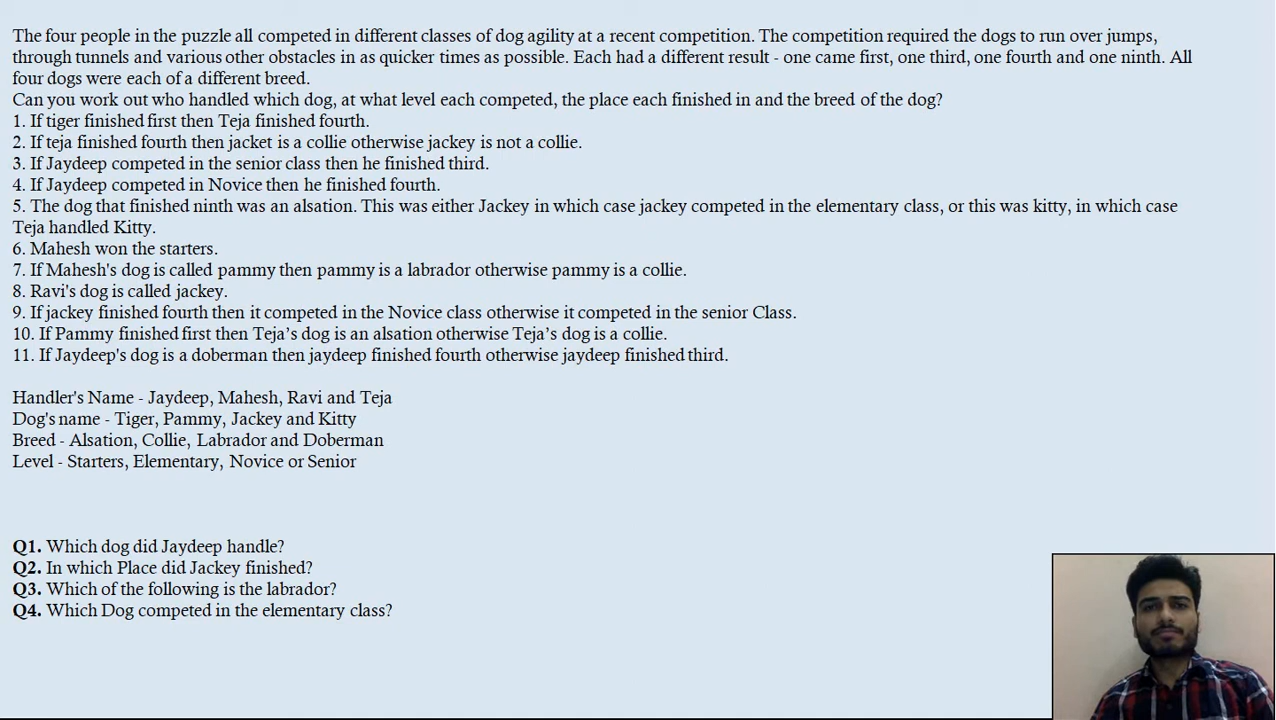 The four people in the puzzle all competed in different classes of dog agility at a recent competition. The competition required the dogs to run over jumps,
through tunnels and various other obstacles in as quicker times as possible. Each had a different result - one came first, one third, one fourth and one ninth. All
four dogs were each of a different breed.
Can you work out who handled which dog, at what level each competed, the place each finished in and the breed of the dog?
1. If tiger finished first then Teja finished fourth.
2. If teja finished fourth then jacket is a collie otherwise jackey is not a collie.
3. If Jaydeep competed in the senior class then he finished third.
4. If Jaydeep competed in Novice then he finished fourth.
5. The dog that finished ninth was an alsation. This was either Jackey in which case jackey competed in the elementary class, or this was kitty, in which case
Teja handled Kitty.
6. Mahesh won the starters.
7. If Mahesh's dog is called pammy then pammy is a labrador otherwise pammy is a collie.
8. Ravi's dog is called jackey.
9. If jackey finished fourth then it competed in the Novice class otherwise it competed in the senior Class.
10. If Pammy finished first then Teja’s dog is an alsation otherwise Teja’s dog is a collie.
11. If Jaydeep's dog is a doberman then jaydeep finished fourth otherwise jaydeep finished third.
Handler's Name - Jaydeep, Mahesh, Ravi and Teja
Dog's name - Tiger, Pammy, Jackey and Kitty
Breed - Alsation, Collie, Labrador and Doberman
Level - Starters, Elementary, Novice or Senior
Q1. Which dog did Jaydeep handle?
Q2. In which Place did Jackey finished?
Q3. Which of the following is the labrador?
Q4. Which Dog competed in the elementary class?